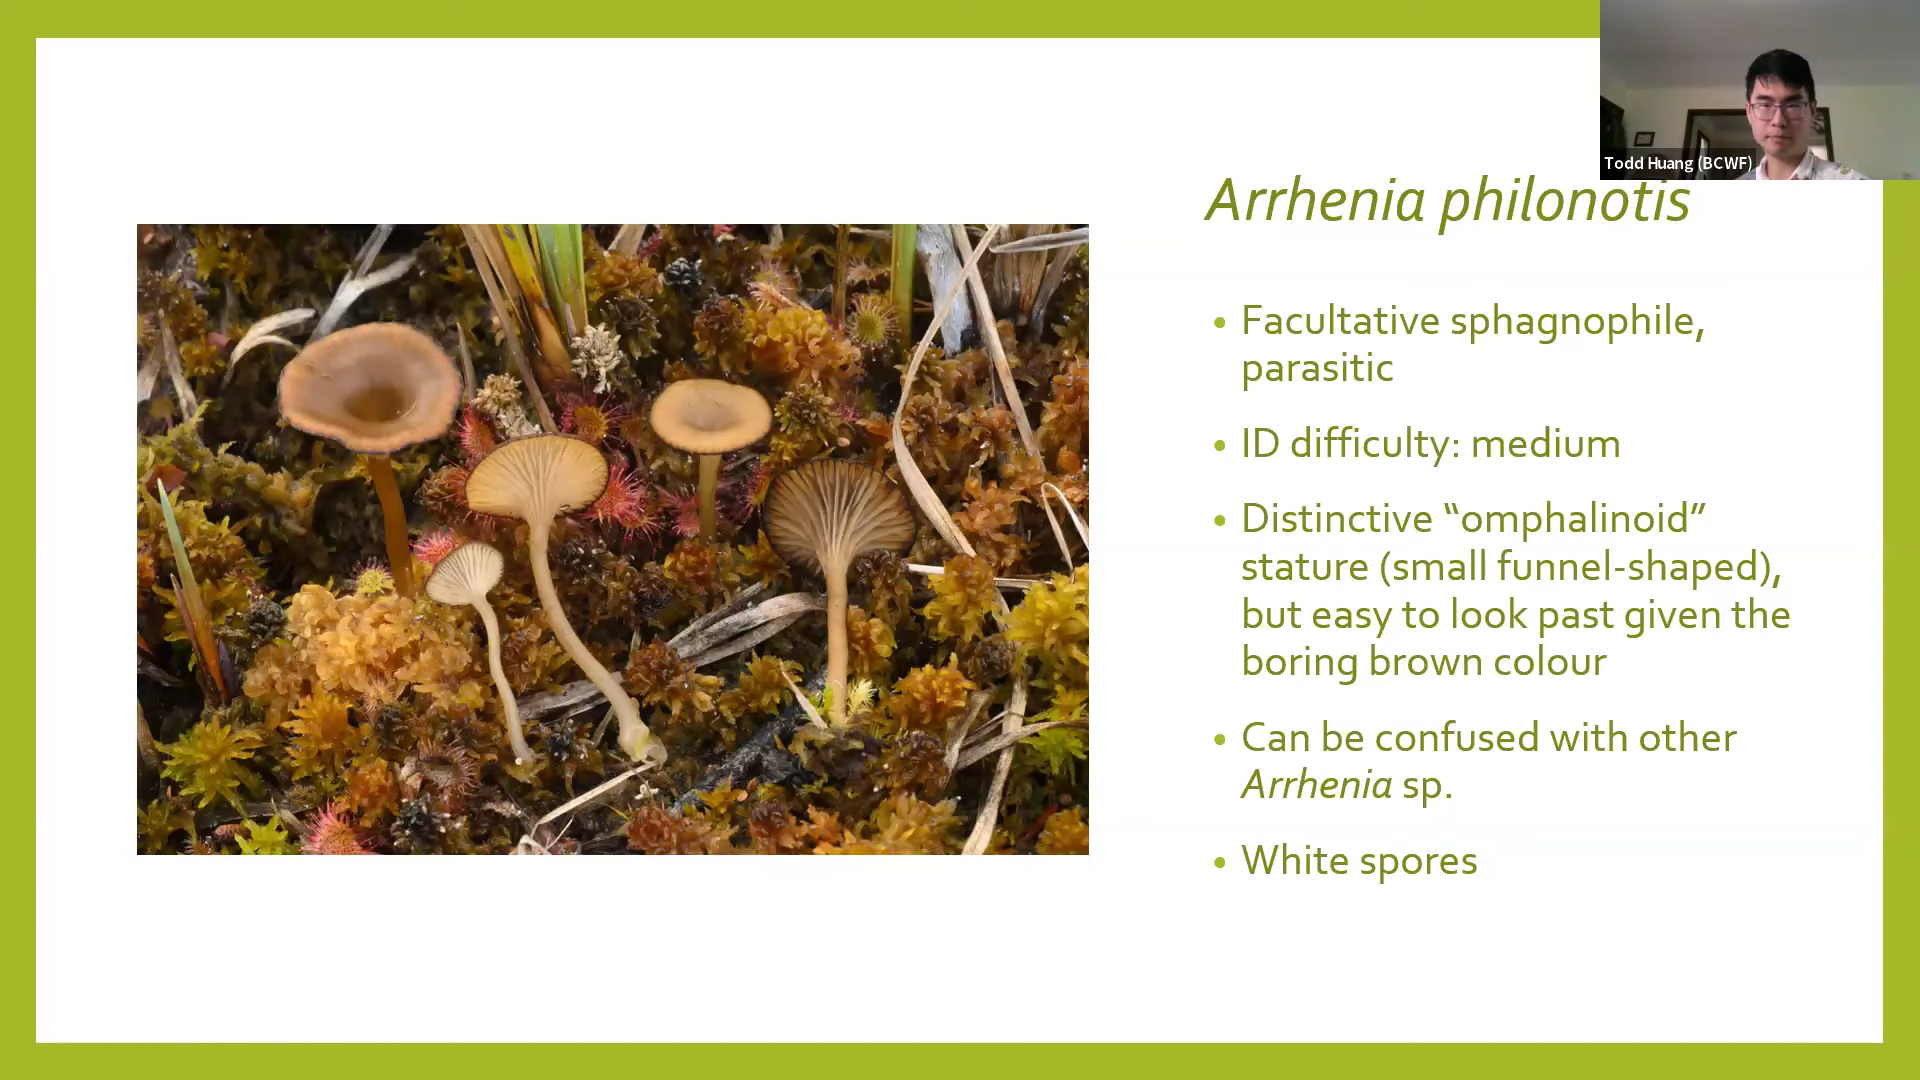 Todd Huang (BCWF)
Arrhenia philonotis
• Facultative sphagnophile,
parasitic
• ID difficulty: medium
• Distinctive “omphalinoid”
stature (small funnel-shaped),
but easy to look past given the
boring brown colour
• Can be confused with other
Arrhenia sp.
• White spores